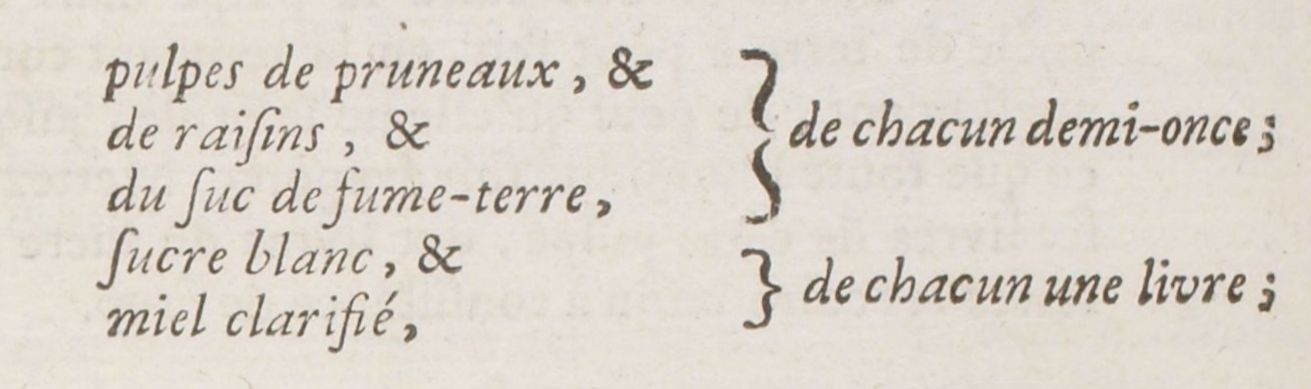 pulpes de pruneaux, &
de raiſins, &
du ſuc de fume-terre,
} de chacun demi-once;
ſucre blanc, &
miel clarifié,
} de chacun une livre;